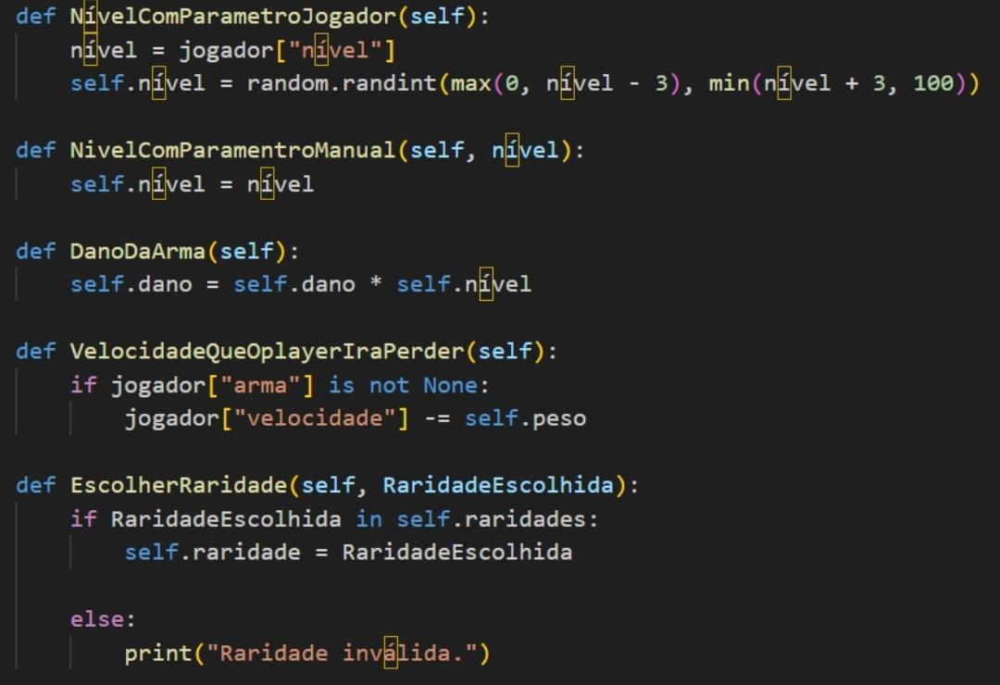 def NívelComParametroJogador(self):
    nível = jogador["nível"]
    self.nível = random.randint(max(0, nível - 3), min(nível + 3, 100))
def NivelComParamentroManual(self, nível):
    self.nível = nível
def DanoDaArma(self):
    self.dano = self.dano * self.nível
def VelocidadeQueOplayerIraPerder(self):
    if jogador["arma"] is not None:
        jogador["velocidade"] -= self.peso
def EscolherRaridade(self, RaridadeEscolhida):
    if RaridadeEscolhida in self.raridades:
        self.raridade = RaridadeEscolhida
    else:
        print("Raridade inválida.")